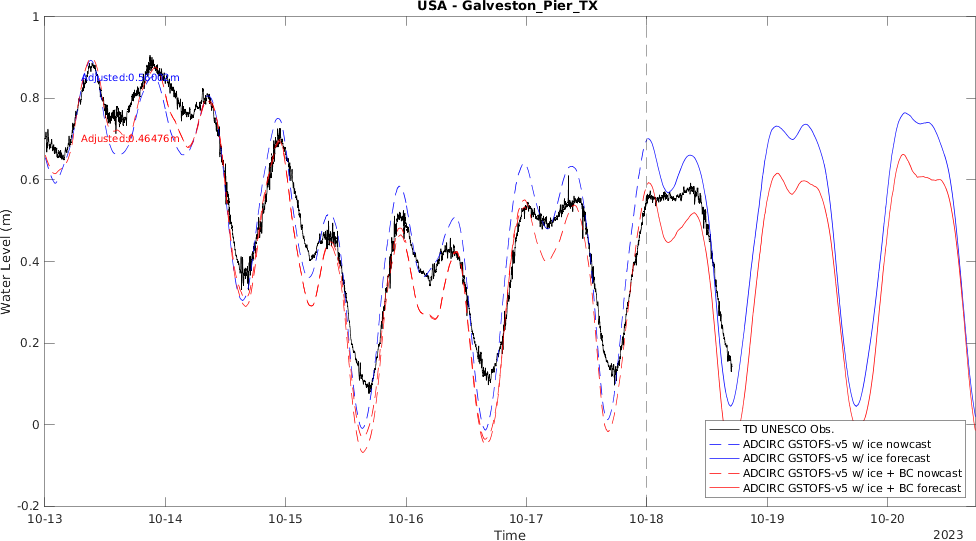 USA - Galveston_Pier_TX
1
0.8
0.6
0.4
0.2
0
-0.2
Water Level (m)
Adjusted:0.46476m
TD UNESCO Obs.
ADCIRC GSTOFS-v5 w/ ice nowcast
ADCIRC GSTOFS-v5 w/ ice forecast
ADCIRC GSTOFS-v5 w/ ice + BC nowcast
ADCIRC GSTOFS-v5 w/ ice + BC forecast
10-13 10-14 10-15 10-16 10-17 10-18 10-19 10-20
Time
2023